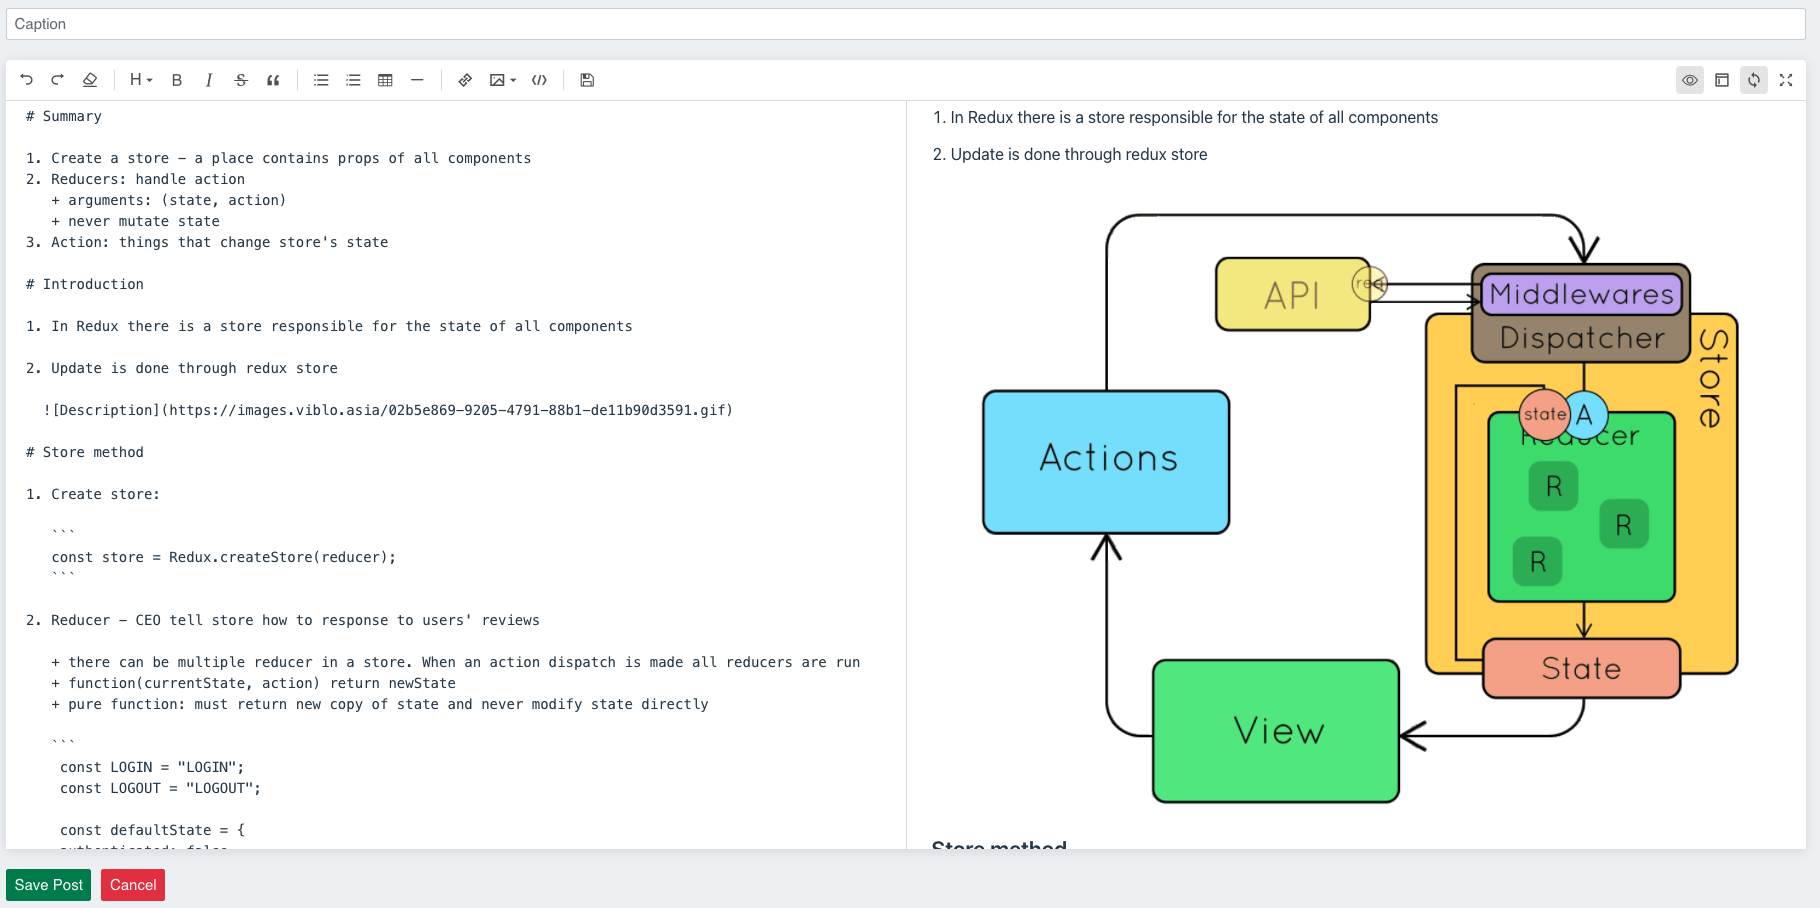 Caption
H
B
I
S
# Summary
1. Create a store – a place contains props of all components
2. Reducers: handle action
+ arguments: (state, action)
+ never mutate state
3. Action: things that change store's state
# Introduction
1. In Redux there is a store responsible for the state of all components
2. Update is done through redux store
![Description](https://images.viblo.asia/02b5e869-9205-4791-88b1-de11b90d3591.gif)
# Store method
1. Create store:
```
const store = Redux.createStore(reducer);
```
2. Reducer – CEO tell store how to response to users' reviews
+ there can be multiple reducer in a store. When an action dispatch is made all reducers are run
+ function(currentState, action) return newState
+ pure function: must return new copy of state and never modify state directly
```
const LOGIN = "LOGIN";
const LOGOUT = "LOGOUT";
const defaultState = {
authenticated: false
1. In Redux there is a store responsible for the state of all components
2. Update is done through redux store
API
req
Middlewares
Dispatcher
Store
state
A
Reducer
R
R
R
Actions
State
View
Store method
Save Post
Cancel